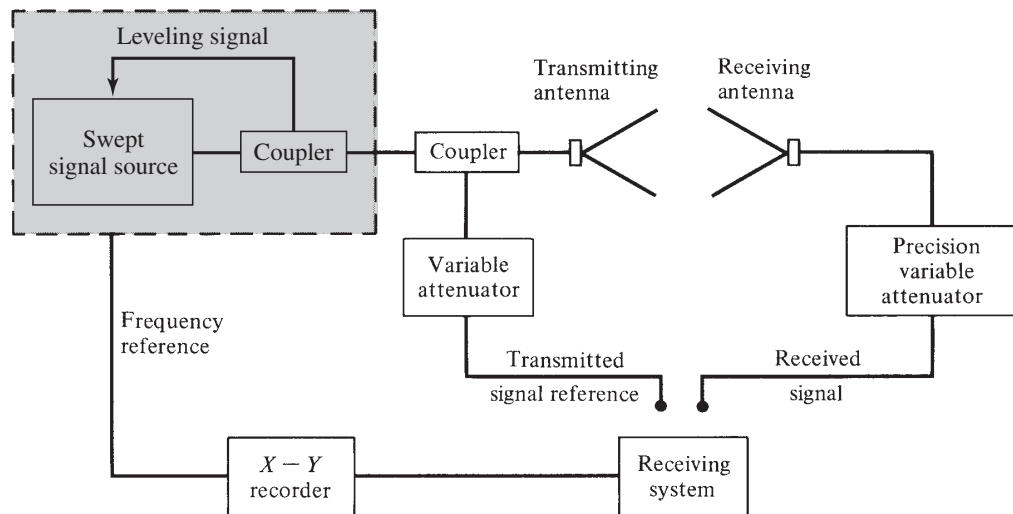 Leveling signal
Swept
signal source
Coupler
Coupler
Transmitting
antenna
Receiving
antenna
Variable
attenuator
Precision
variable
attenuator
Frequency
reference
Transmitted
signal reference
Received
signal
X – Y
recorder
Receiving
system